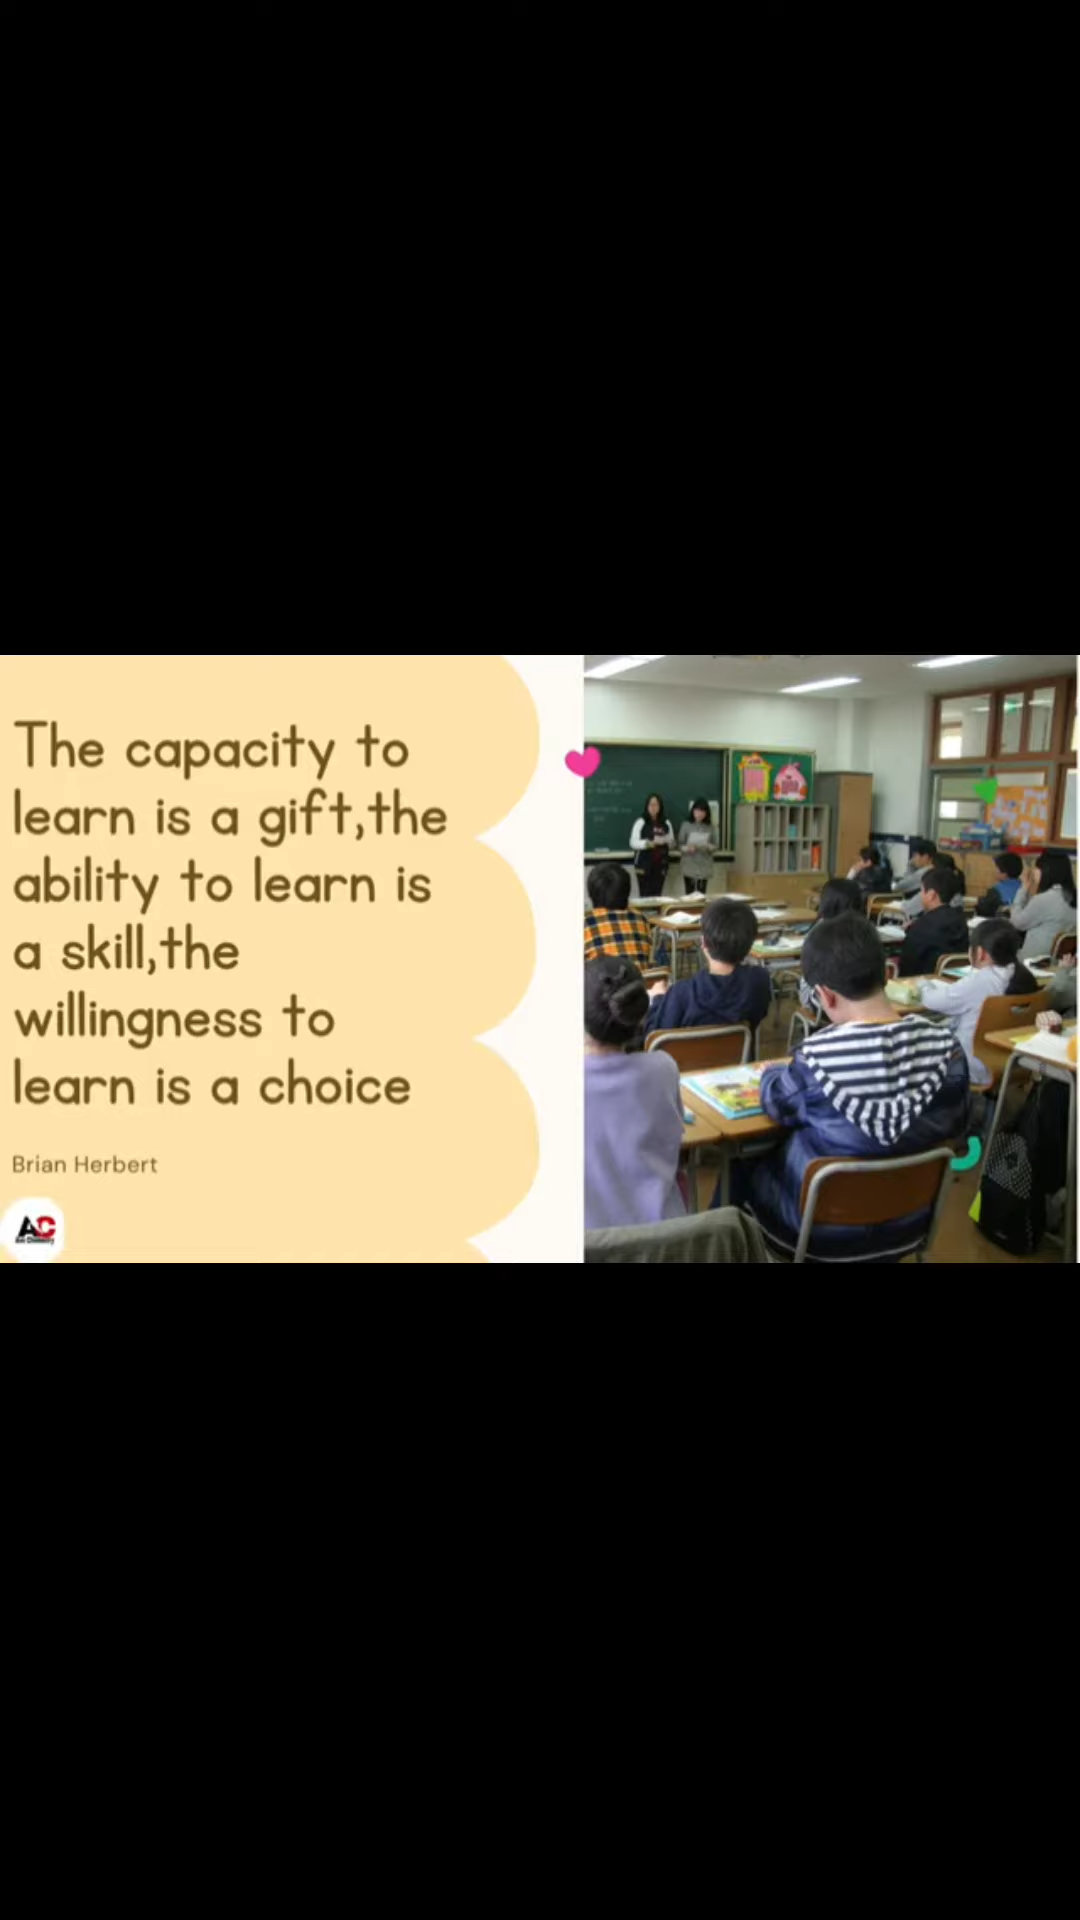 The capacity to
learn is a gift,the
ability to learn is
a skill,the
willingness to
learn is a choice
Brian Herbert
AC